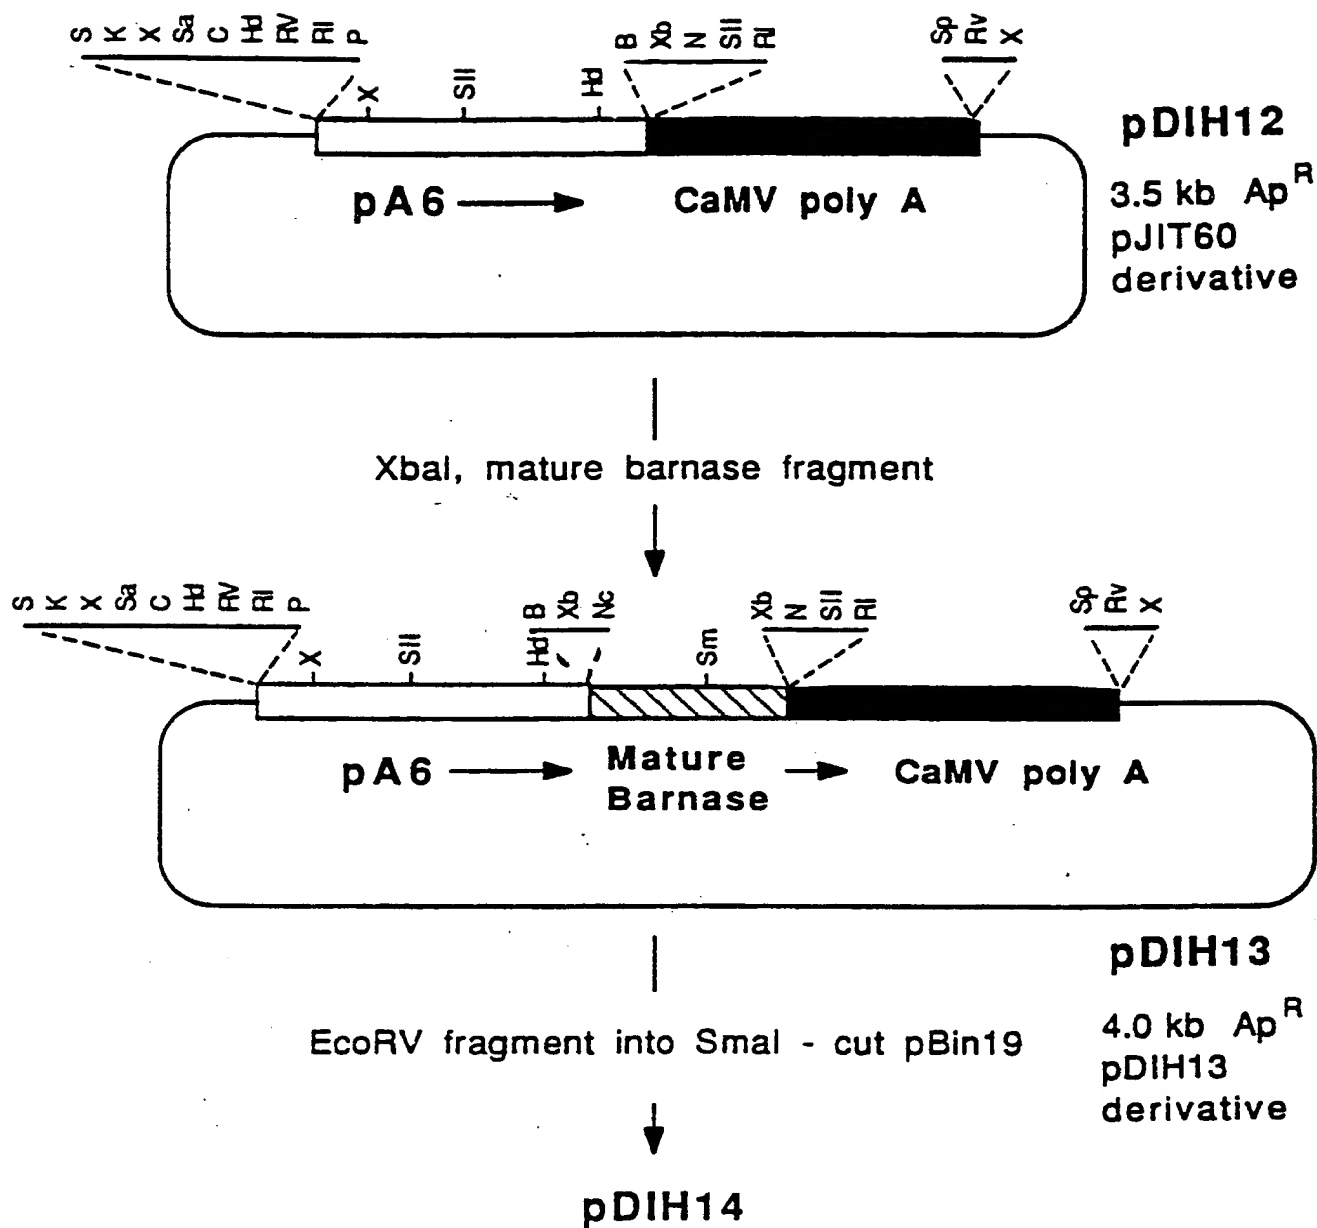 S K X Sa C Hd RV RI P
B Xb N SII RI
Sp Rv X
X SII Hd
pDIH12
pA6
CaMV poly A
3.5 kb Ap^R
pJIT60
derivative
XbaI, mature barnase fragment
S K X Sa C Hd RV RI P
B Xb Nc
Xb N SII RI
Sp Rv X
X SII Hd Sm
pA6
Mature
Barnase
CaMV poly A
pDIH13
4.0 kb Ap^R
pDIH13
derivative
EcoRV fragment into SmaI - cut pBin19
pDIH14